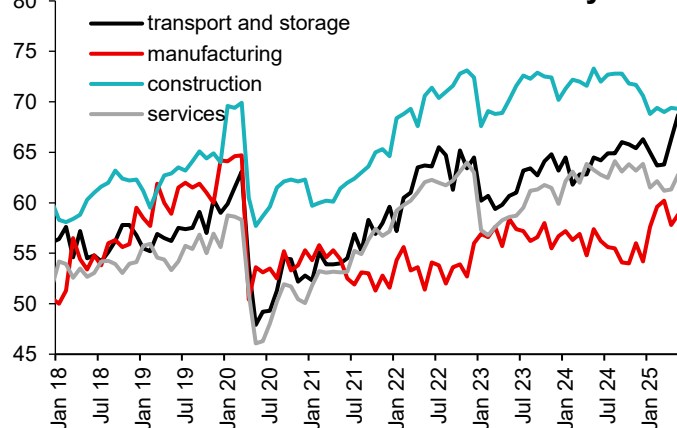 80
transport and storage
75
manufacturing
construction
70
services
65
60
55
50
45
Jan 18
Jul 18
Jan 19
Jul 19
Jan 20
Jul 20
Jan 21
Jul 21
Jan 22
Jul 22
Jan 23
Jul 23
Jan 24
Jul 24
Jan 25